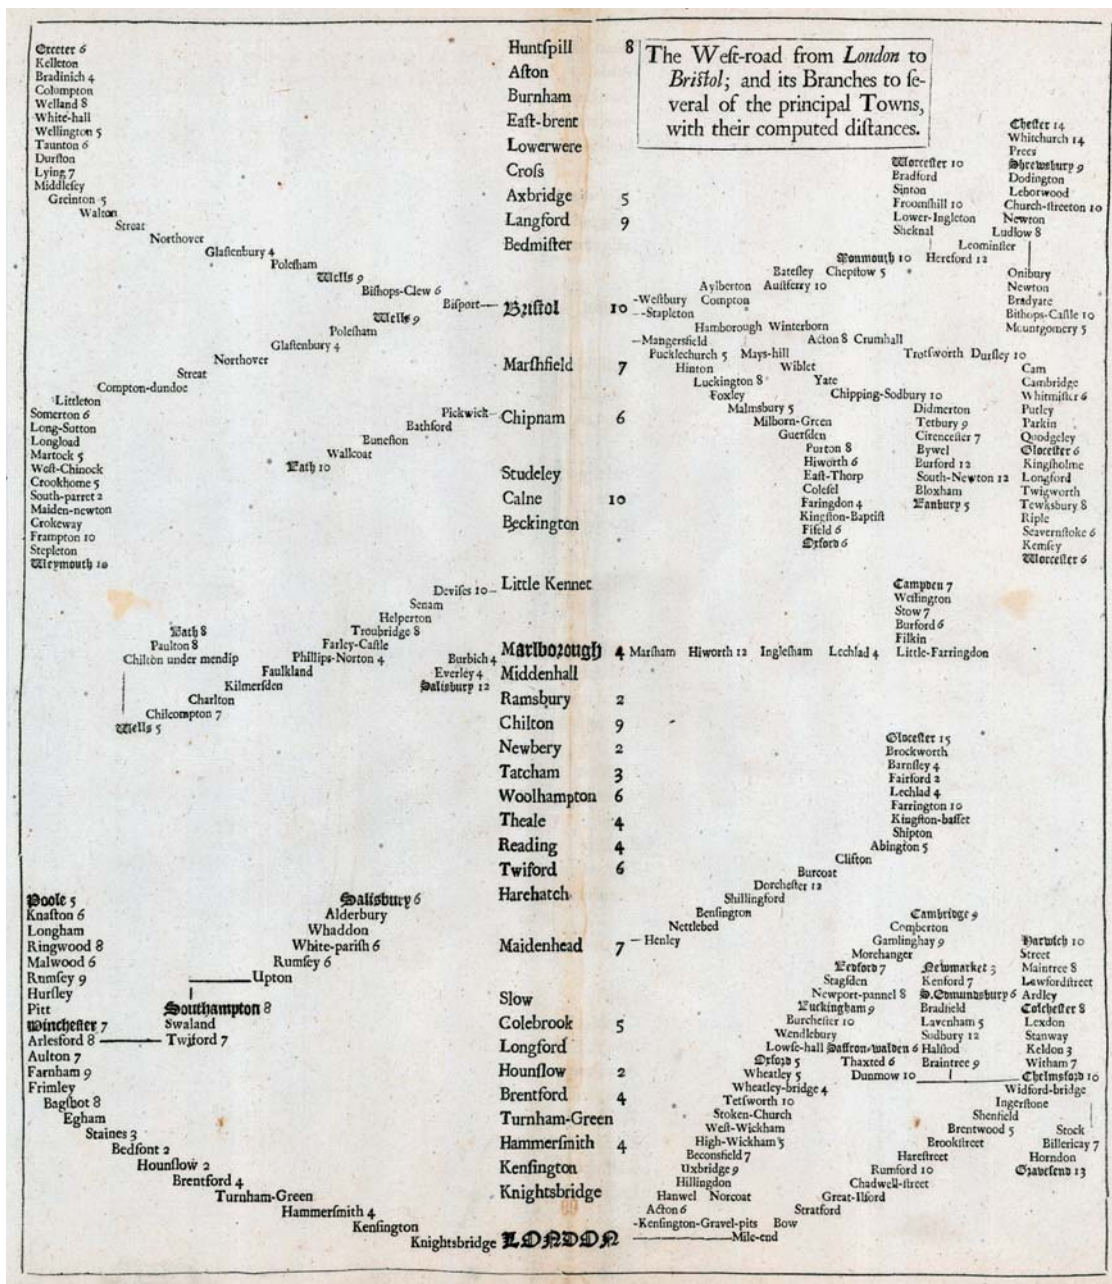 The Weſt-road from London to
Briſtol; and its Branches to ſe-
veral of the principal Towns,
with their computed diſtances.
Huntſpill 8
Aſton
Burnham
Eaſt-brent
Lowerwere
Croſs
Axbridge 5
Langford 9
Bedmiſter
Briſtol 10
Marſhfield 7
Chipnam 6
Studeley
Calne 10
Beckington
Little Kennet
Marlborough 4
Middenhall
Ramsbury 2
Chilton 9
Newbery 2
Tatcham 3
Woolhampton 6
Theale 4
Reading 4
Twiford 6
Harehatch
Maidenhead 7
Slow
Colebrook 5
Longford
Hounſlow 2
Brentford 4
Turnham-Green
Hammerſmith 4
Kenſington
Knightsbridge
LONDON
Exeter 6
Kelleton
Bradinich 4
Colompton
Welland 8
White-hall
Wellington 5
Taunton 6
Durſton
Lying 7
Middleſey
Greinton 5
Walton
Streat
Northover
Glaſtenbury 4
Poleſham
Wells 9
Biſhops-Clew 6
Biſport
Wells 9
Poleſham
Glaſtenbury 4
Northover
Streat
Compton-dundoe
Littleton
Somerton 6
Long-Sutton
Longload
Martock 5
Weſt-Chinock
Crookhome 5
South-parret 2
Maiden-newton
Crokeway
Frampton 10
Stepleton
Weymouth 10
Pickwick
Bathford
Buneſton
Wallcoat
Bath 10
Deviſes 10
Senam
Helperton
Troubridge 8
Farley-Caſtle
Phillips-Norton 4
Faulkland
Kilmerſden
Charlton
Chilcompton 7
Wells 5
Bath 8
Paulton 8
Chilton under mendip
Burbich 4
Everley 4
Salisbury 12
Poole 5
Knaſton 6
Longham
Ringwood 8
Malwood 6
Rumſey 9
Hurſley
Pitt
Wincheſter 7
Arlesford 8
Aulton 7
Farnham 9
Frimley
Bagſhot 8
Egham
Staines 3
Bedfont 2
Hounſlow 2
Brentford 4
Turnham-Green
Hammerſmith 4
Kenſington
Knightsbridge
Salisbury 6
Alderbury
Whaddon
White-pariſh 6
Rumſey 6
Upton
Southampton 8
Swaland
Twiford 7
Cheſter 14
Whitchurch 14
Prees
Shrewsbury 9
Dodington
Leborwood
Church-ſtreeton 10
Newton
Ludlow 8
Leominſter
Hereford 12
Onibury
Newton
Bradyate
Biſhops-Caſtle 10
Mountgomery 5
Worceſter 10
Bradford
Sinton
Froomſhill 10
Lower-Ingleton
Sheknal
Monmouth 10
Bateſley Chepſtow 5
Aylberton Auſtferry 10
-Weſtbury Compton
--Stapleton
Hamborough Winterborn
-Mangersfield Acton 8 Crumhall
Pucklechurch 5 Mays-hill Trotſworth Durſley 10
Hinton Wiblet
Luckington 8 Yate
Foxley Chipping-Sodbury 10
Malmsbury 5
Milborn-Green
Guerſden
Purton 8
Hiworth 6
Eaſt-Thorp
Coleſel
Faringdon 4
Kingſton-Baptiſt
Fifeld 6
Oxford 6
Didmerton
Tetbury 9
Cirenceſter 7
Bywel
Burford 12
South-Newton 12
Bloxham
Banbury 5
Cam
Cambridge
Whitmiſter 6
Putley
Parkin
Quodgeley
Gloceſter 6
Kingſholme
Longford
Twigworth
Tewksbury 8
Riple
Seavernſtoke 6
Kemſey
Worceſter 6
Campden 7
Weſlington
Stow 7
Burford 6
Filkin
Little-Farringdon
Marſham Hiworth 12 Ingleſham Lechlad 4
Gloceſter 15
Brockworth
Barnſley 4
Fairford 2
Lechlad 4
Farrington 10
Kingſton-baſſet
Shipton
Abington 5
Clifton
Burcoat
Dorcheſter 12
Shillingford
Benſington
Nettlebed
Henley
Cambridge 9
Comberton
Gamlinghay 9
Morehanger
Bedford 7
Stagſden
Newport-pannel 8
Buckingham 9
Burcheſter 10
Wendlebury
Lowſe-hall
Oxford 5
Wheatley 5
Wheatley-bridge 4
Tetſworth 10
Stoken-Church
Weſt-Wickham
High-Wickham 5
Beconsfield 7
Uxbridge 9
Hillingdon
Hanwel Norcoat
Acton 6
-Kenſington-Gravel-pits
Newmarket 3
Kenford 7
S. Edmundsbury 6
Bradfield
Lavenham 5
Sudbury 12
Halſtod
Braintree 9
Saffron-walden 6
Thaxted 6
Dunmow 10
Harwich 10
Street
Maintree 8
Lawfordſtreet
Ardley
Colcheſter 8
Lexdon
Stanway
Keldon 3
Witham 7
Chelmsford 10
Widford-bridge
Ingerſtone
Shenfield
Brentwood 5
Brookſtreet
Hareſtreet
Rumford 10
Chadwell-ſtreet
Great-Ilford
Stratford
Bow
Mile-end
Stock
Billericay 7
Horndon
Graveſend 13